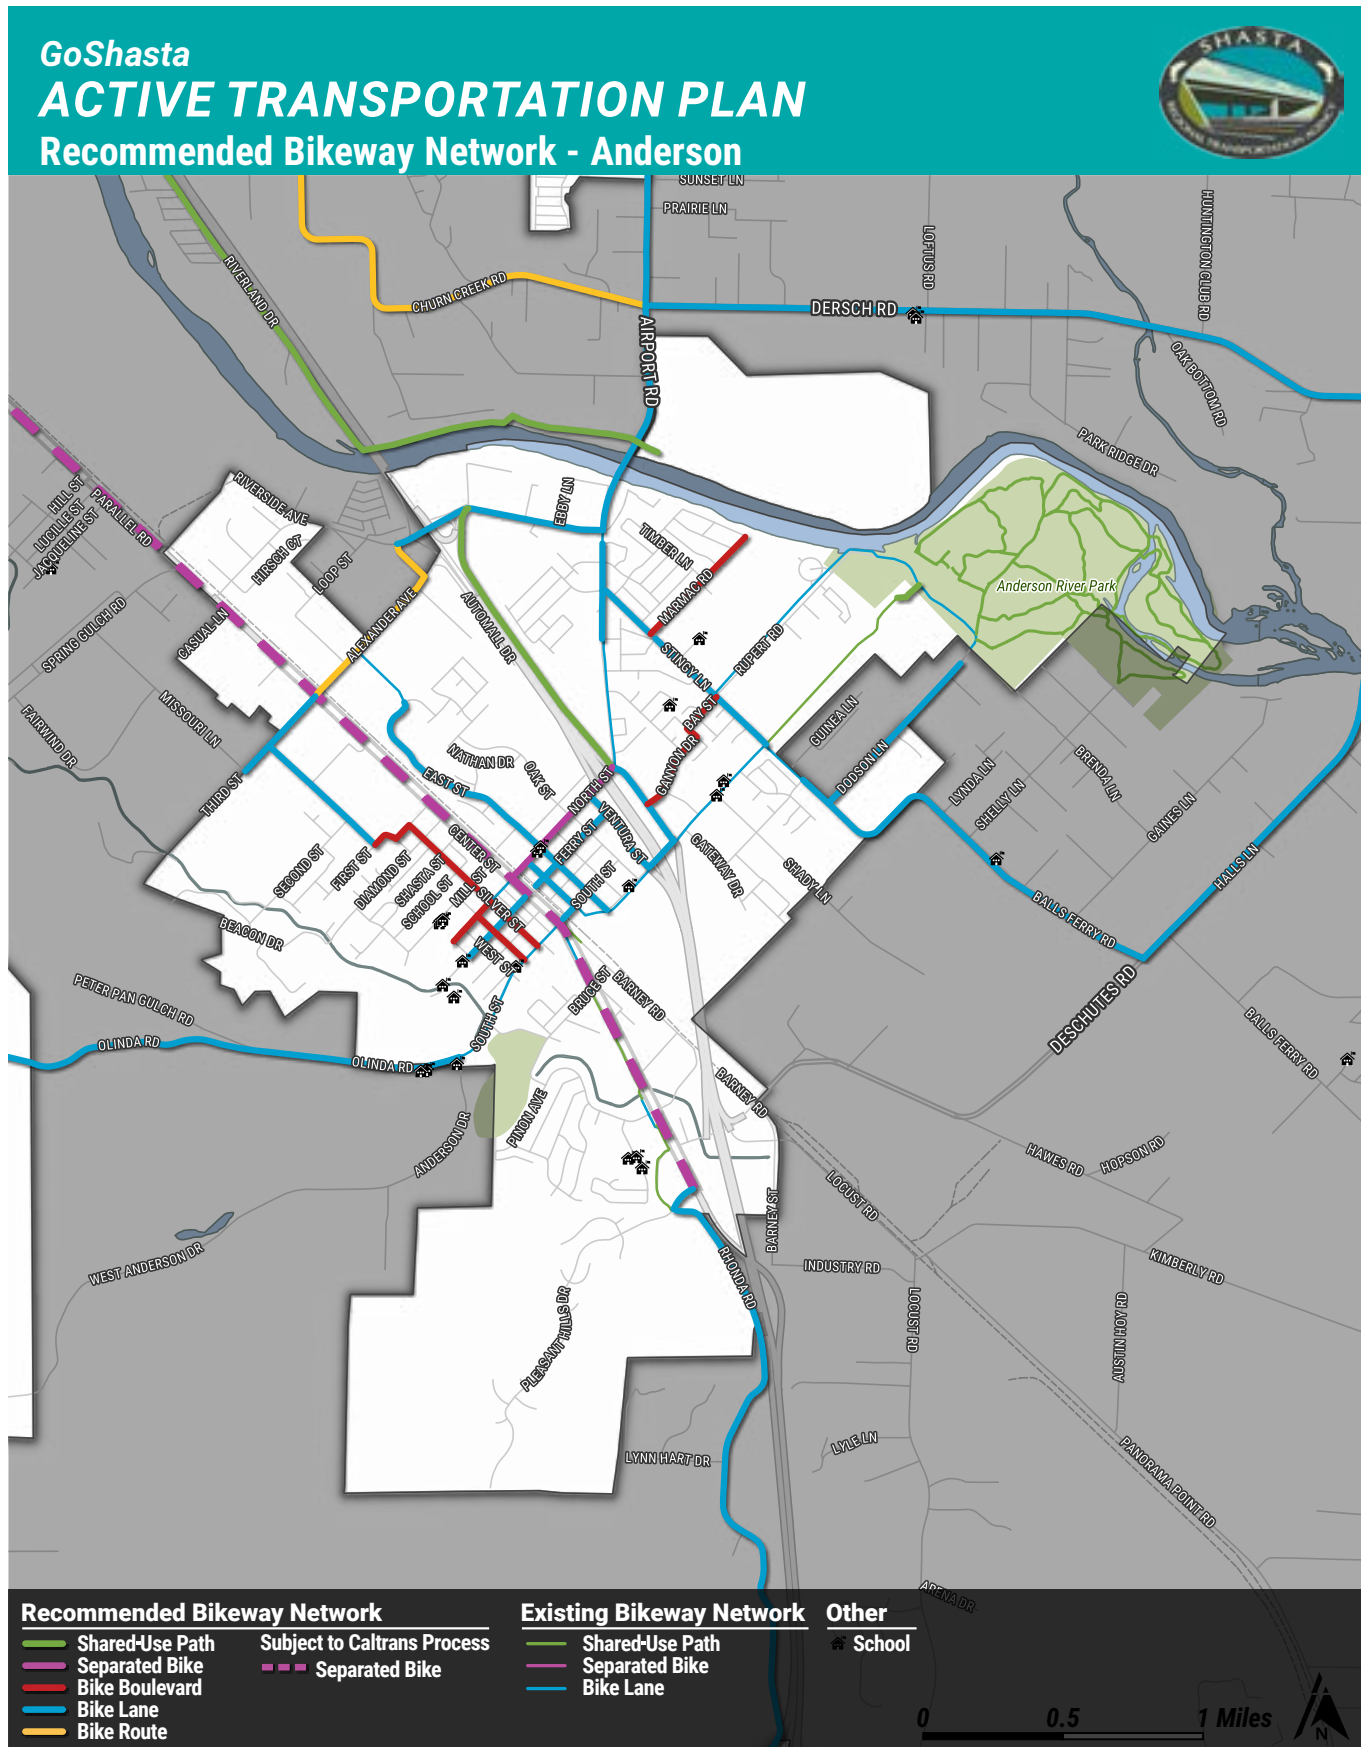 GoShasta
ACTIVE TRANSPORTATION PLAN
Recommended Bikeway Network - Anderson
SHASTA
REGIONAL TRANSPORTATION AGENCY
SUNSET LN
PRAIRIE LN
LOFTUS RD
HUNTINGTON CLUB RD
RIVERLAND DR
CHURN CREEK RD
DERSCH RD
AIRPORT RD
OAK BOTTOM RD
PARK RIDGE DR
HILL ST
LUCILLE ST
JACQUELINE ST
PARALLEL RD
RIVERSIDE AVE
HIRSCH CT
LOOP ST
EBBY LN
TIMBER LN
MARMAC RD
Anderson River Park
SPRING GULCH RD
CASUAL LN
ALEXANDER AVE
AUTOMALL DR
STINGY LN
RUPERT RD
MISSOURI LN
FAIRWIND DR
BAY ST
GUINEA LN
NATHAN DR
OAK ST
EAST ST
NORTH ST
GANNON DR
DODSON LN
LYNDA LN
SHELLY LN
BRENDA LN
GAINES LN
THIRD ST
CENTER ST
FERRY ST
VENTURA ST
GATEWAY DR
SHADY LN
HALLS LN
SECOND ST
FIRST ST
DIAMOND ST
SHASTA ST
SCHOOL ST
MILL ST
SILVER ST
SOUTH ST
BEACON DR
WEST ST
BALLS FERRY RD
PETER PAN GULCH RD
BRUCE ST
BARNEY RD
DESCHUTES RD
SOUTH ST
BALLS FERRY RD
OLINDA RD
OLINDA RD
BARNEY RD
PINON AVE
ANDERSON DR
HAWES RD
HOPSON RD
LOCUST RD
BARNEY ST
WEST ANDERSON DR
RHONDA RD
INDUSTRY RD
KIMBERLY RD
PLEASANT HILLS DR
LOCUST RD
AUSTIN HOY RD
LYLE LN
LYNN HART DR
PANORAMA POINT RD
ARENA DR
Recommended Bikeway Network
Shared-Use Path
Separated Bike
Bike Boulevard
Bike Lane
Bike Route
Subject to Caltrans Process
Separated Bike
Existing Bikeway Network
Shared-Use Path
Separated Bike
Bike Lane
Other
School
0 0.5 1 Miles
N